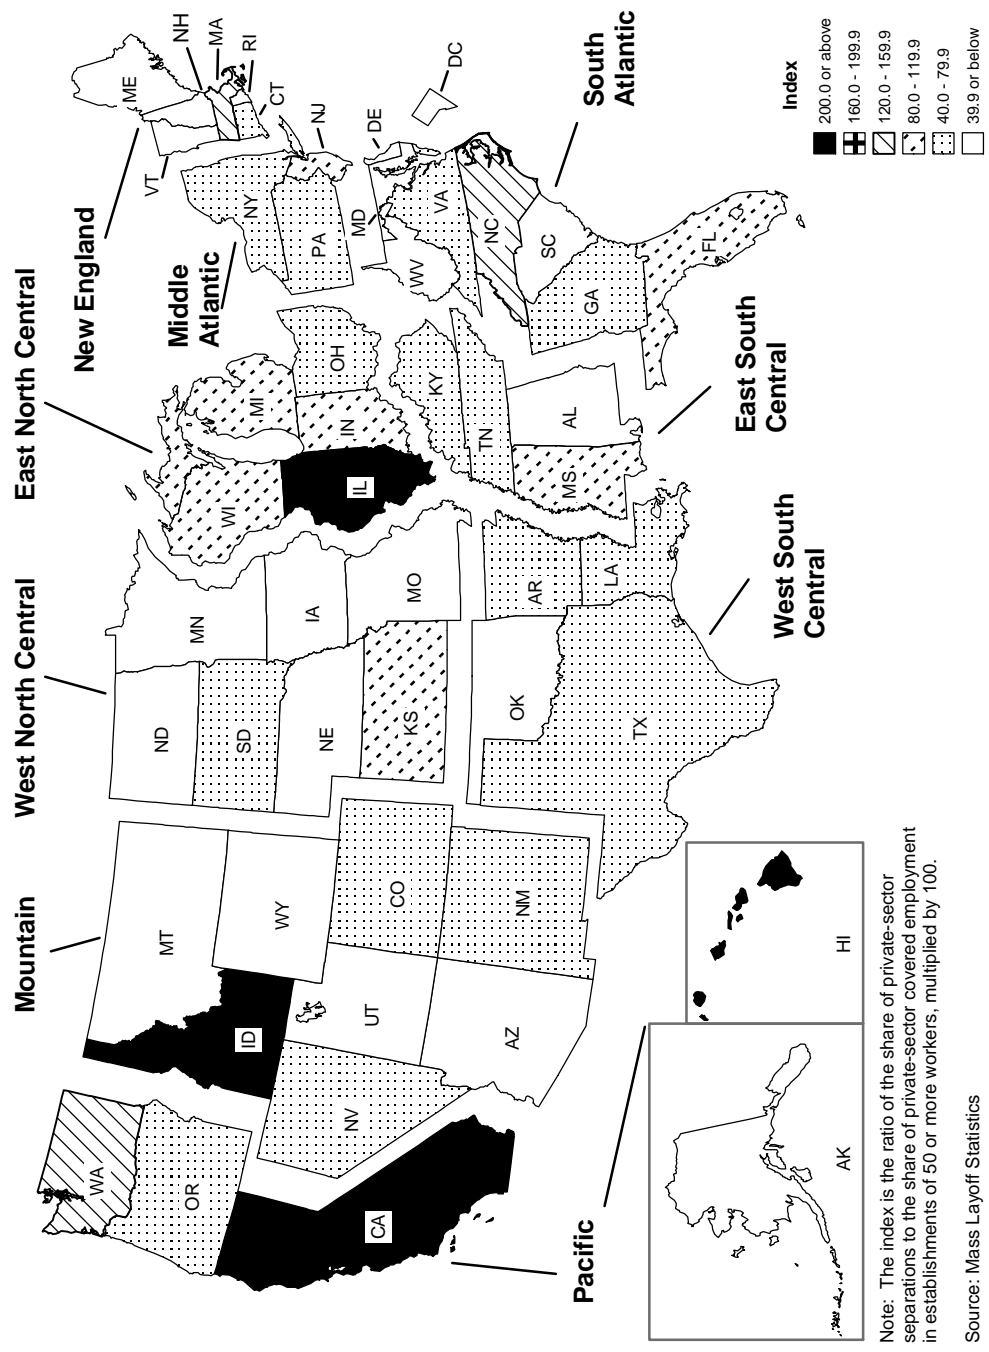 West North Central
East North Central
New England
Middle
Atlantic
Mountain
Pacific
West South
Central
East South
Central
South
Atlantic
WA
OR
CA
ID
NV
MT
WY
UT
AZ
CO
NM
ND
SD
NE
KS
OK
TX
MN
IA
MO
AR
LA
WI
MI
IL
IN
OH
KY
TN
MS
AL
ME
VT
NH
MA
RI
CT
NY
PA
NJ
DE
MD
DC
WV
VA
NC
SC
GA
FL
AK
HI
Index
200.0 or above
160.0 - 199.9
120.0 - 159.9
80.0 - 119.9
40.0 - 79.9
39.9 or below
Note: The index is the ratio of the share of private-sector
separations to the share of private-sector covered employment
in establishments of 50 or more workers, multiplied by 100.
Source: Mass Layoff Statistics